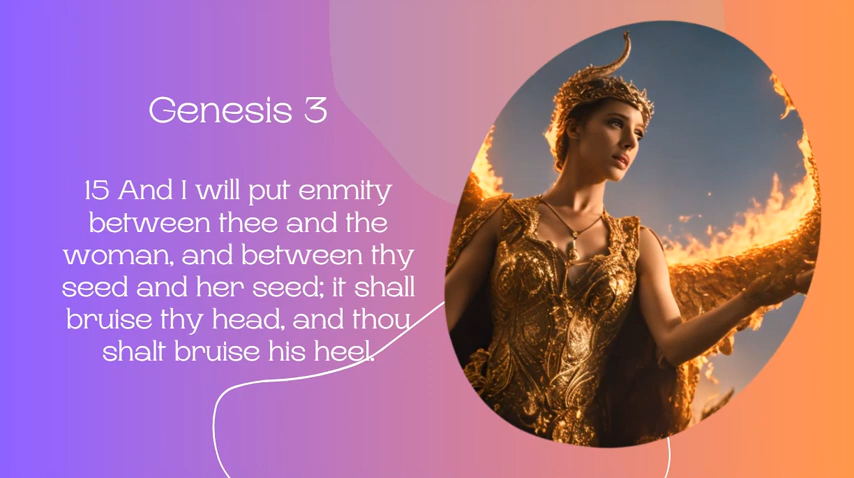 Genesis 3
15 And I will put enmity
between thee and the
woman, and between thy
seed and her seed; it shall
bruise thy head, and thou
shalt bruise his heel.